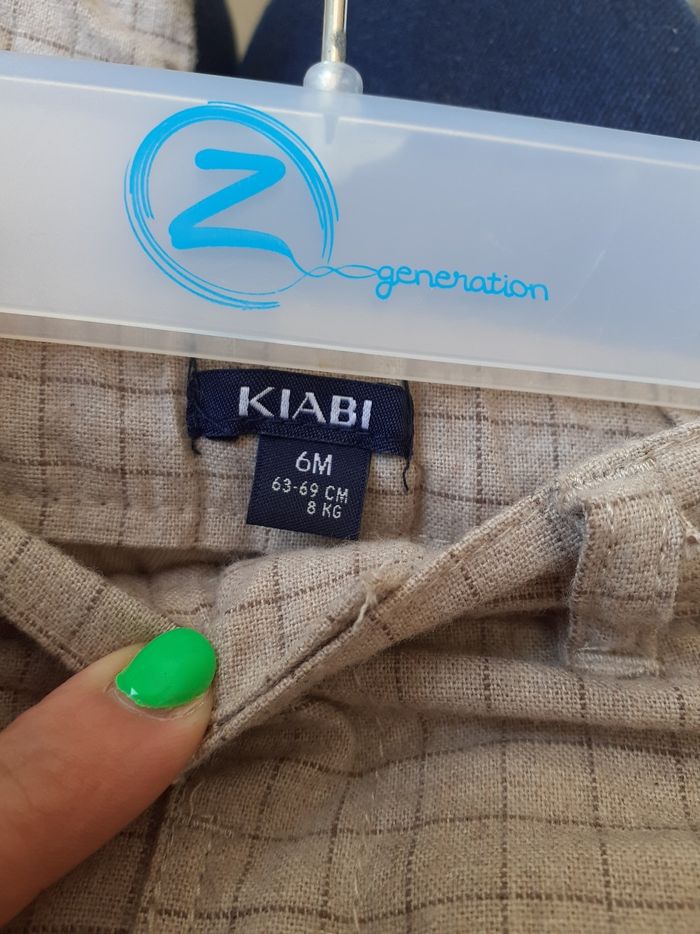 Z
generation
KIABI
6M
63-69 CM
8 KG